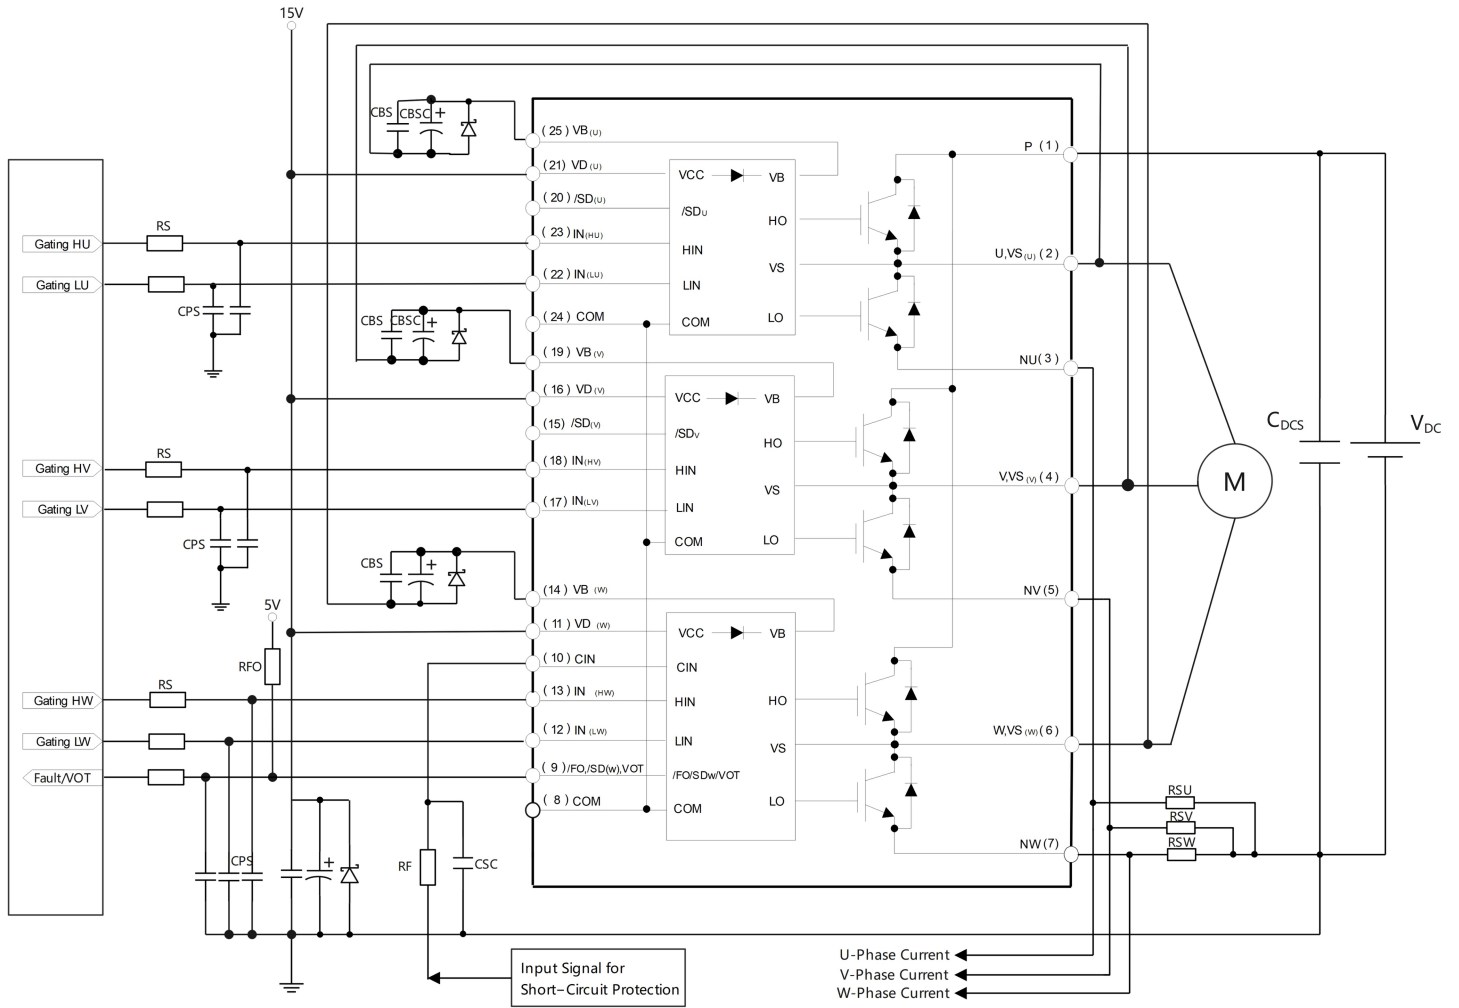 15V
CBS
CBSC
+
(25) VB(U)
(21) VD(U)
(20) /SD(U)
(23) IN(HU)
(22) IN(LU)
(24) COM
(19) VB(V)
(16) VD(V)
(15) /SD(V)
(18) IN(HV)
(17) IN(LV)
(14) VB (W)
(11) VD (W)
(10) CIN
(13) IN (HW)
(12) IN (LW)
(9) /FO,/SD(w),VOT
(8) COM
VCC
VB
/SDU
HO
HIN
VS
LIN
COM
LO
VCC
VB
/SDV
HO
HIN
VS
LIN
COM
LO
VCC
VB
CIN
HIN
HO
LIN
VS
/FO/SDw/VOT
COM
LO
P (1)
U,VS(U) (2)
NU(3)
V,VS(V) (4)
NV(5)
W,VS(W)(6)
NW(7)
RS
Gating HU
Gating LU
CPS
CBS
CBSC
+
RS
Gating HV
Gating LV
CPS
CBS
+
5V
RFO
RS
Gating HW
Gating LW
Fault/VOT
CPS
+
RF
CSC
Input Signal for
Short-Circuit Protection
CDCS
VDC
M
RSU
RSV
RSW
U-Phase Current
V-Phase Current
W-Phase Current